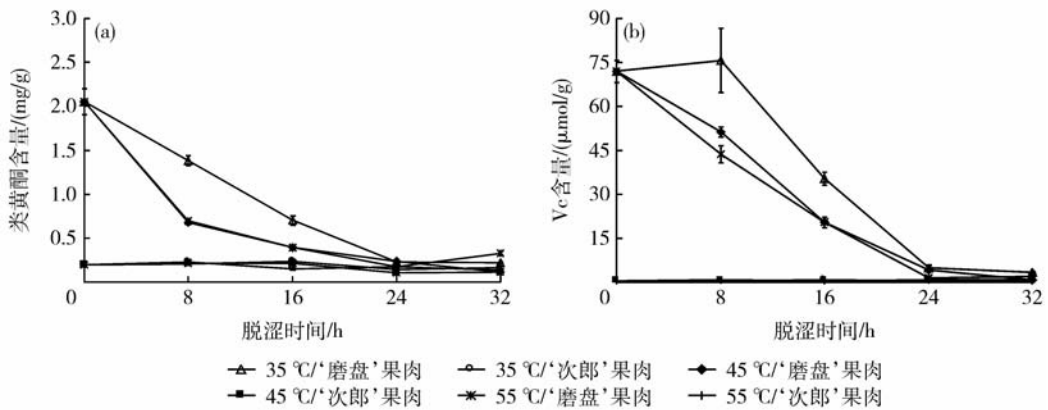 (a)
类黄酮含量/(mg/g)
3.0
2.5
2.0
1.5
1.0
0.5
0
8
16
24
32
脱涩时间/h
(b)
Vc含量/(μmol/g)
90
75
60
45
30
15
0
8
16
24
32
脱涩时间/h
35 ℃/‘磨盘’果肉
35 ℃/‘次郎’果肉
45 ℃/‘磨盘’果肉
45 ℃/‘次郎’果肉
55 ℃/‘磨盘’果肉
55 ℃/‘次郎’果肉